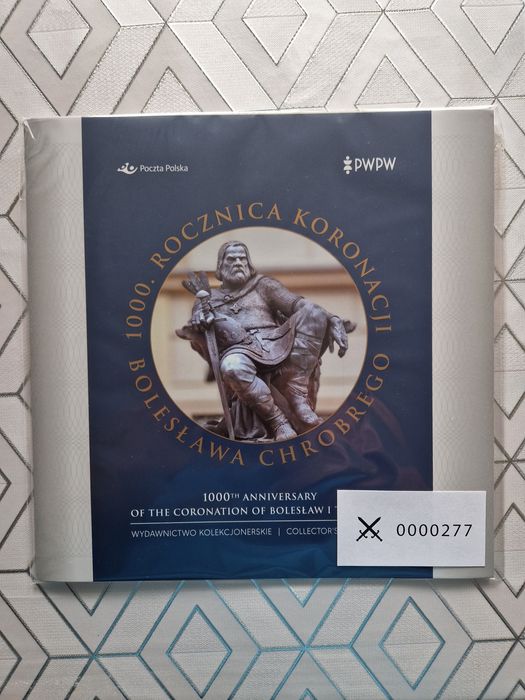 Poczta Polska
PWPW
1000. ROCZNICA KORONACJI
BOLESŁAWA CHROBREGO
1000TH ANNIVERSARY
OF THE CORONATION OF BOLESŁAW I
WYDAWNICTWO KOLEKCJONERSKIE | COLLECTOR'S
0000277